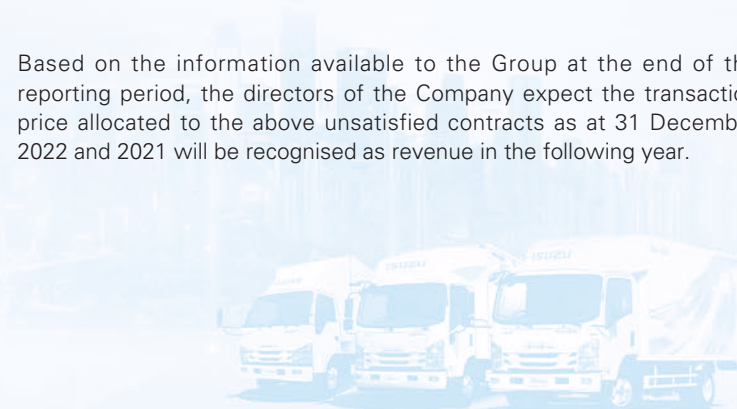 Based on the information available to the Group at the end of th
reporting period, the directors of the Company expect the transactio
price allocated to the above unsatisfied contracts as at 31 Decemb
2022 and 2021 will be recognised as revenue in the following year.
ISUZU
ISUZU